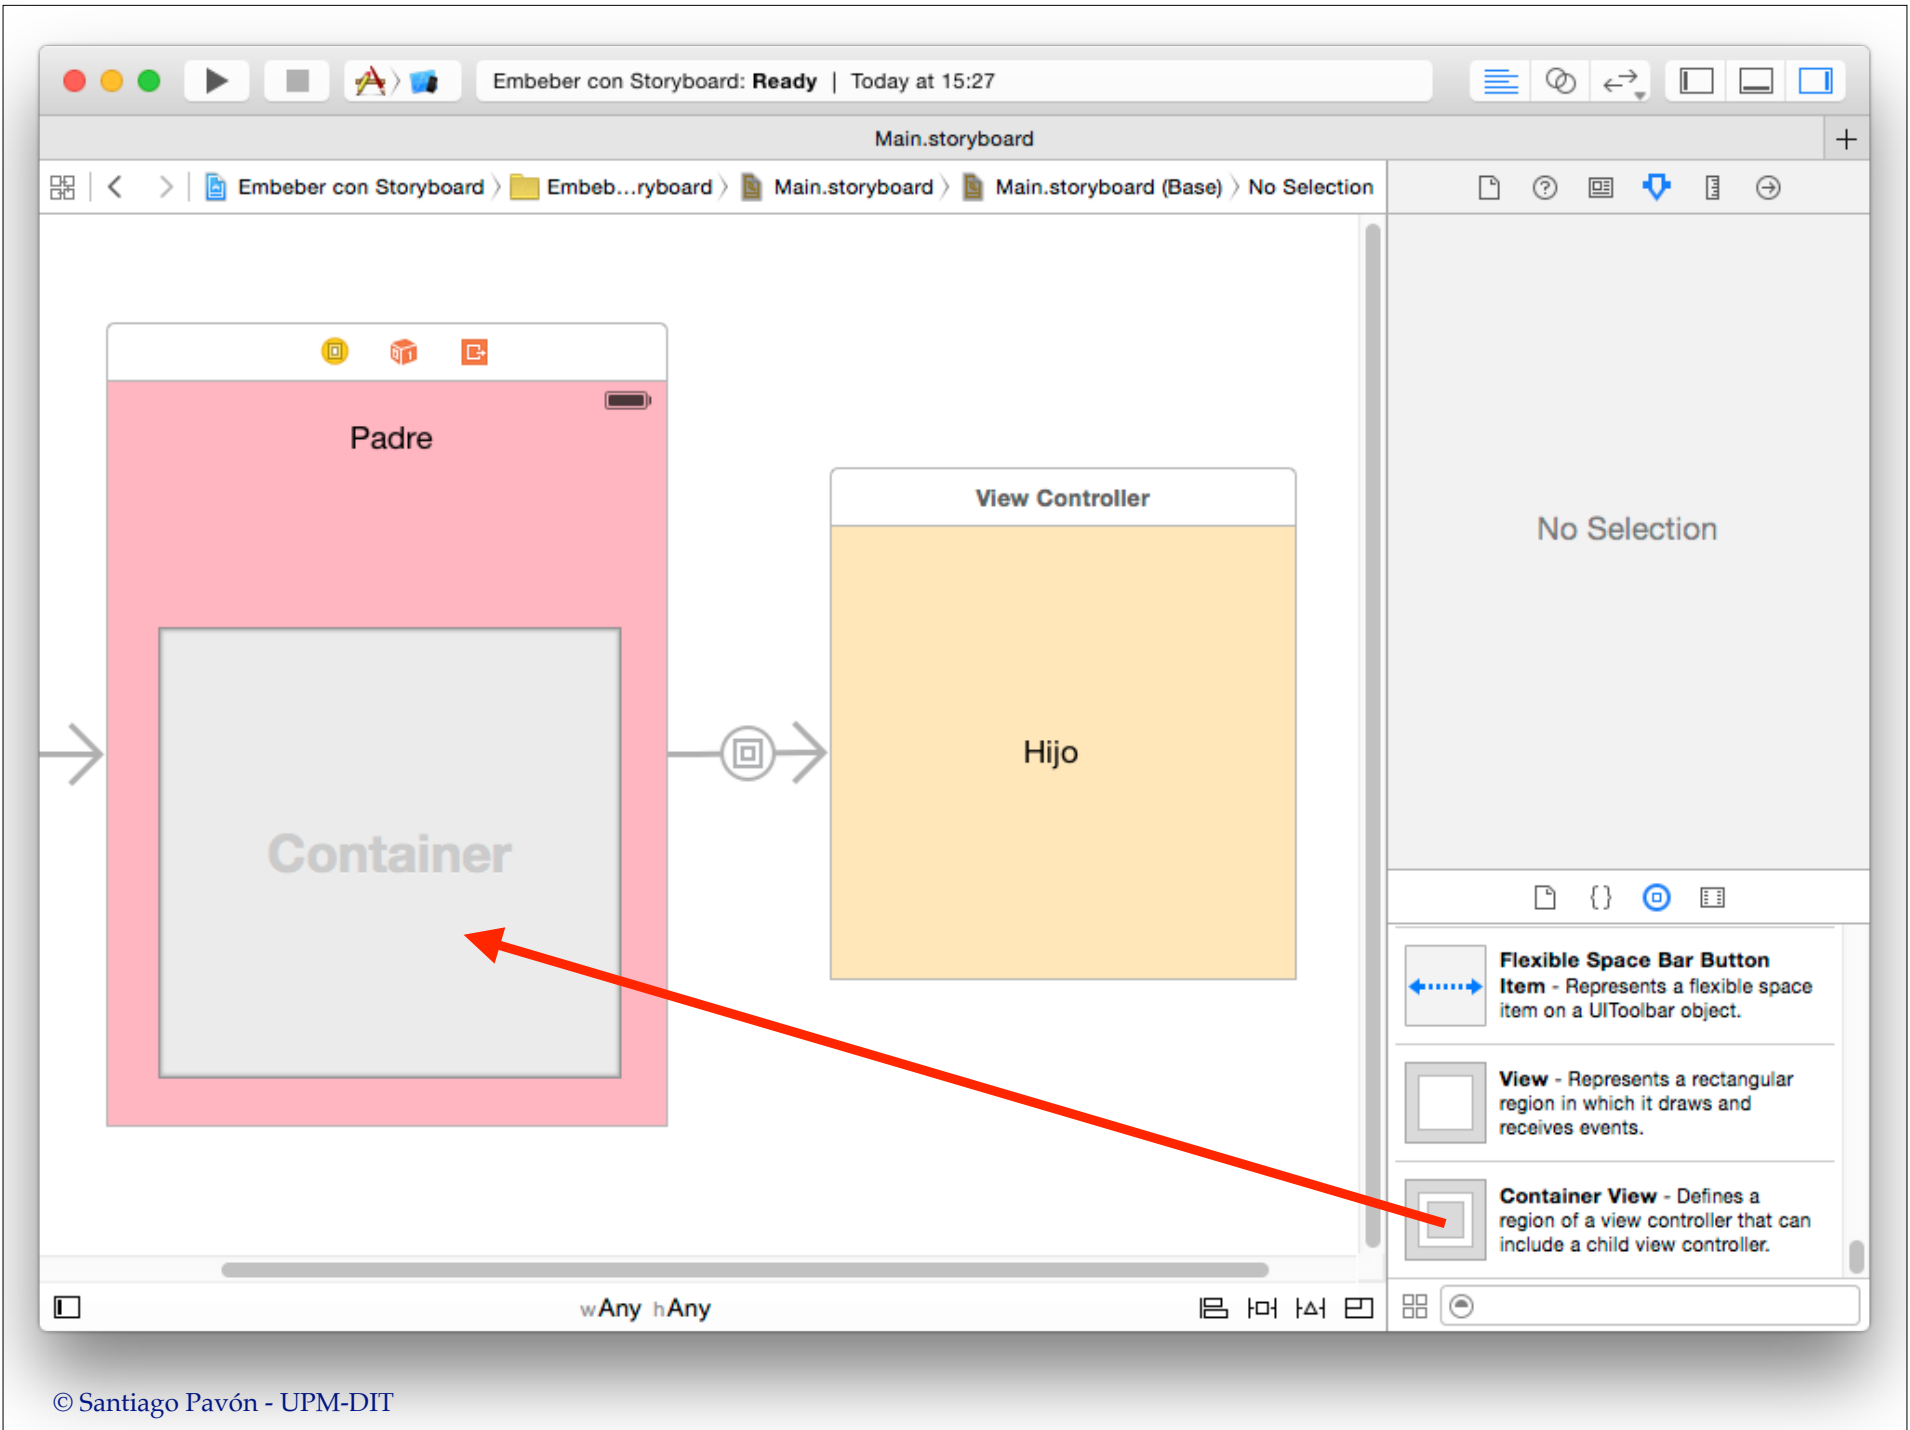 Embeber con Storyboard: Ready | Today at 15:27
Main.storyboard
Embeber con Storyboard
Embeb...ryboard
Main.storyboard
Main.storyboard (Base)
No Selection
Padre
Container
View Controller
Hijo
No Selection
Flexible Space Bar Button
Item - Represents a flexible space
item on a UIToolbar object.
View - Represents a rectangular
region in which it draws and
receives events.
Container View - Defines a
region of a view controller that can
include a child view controller.
wAny hAny
© Santiago Pavón - UPM-DIT